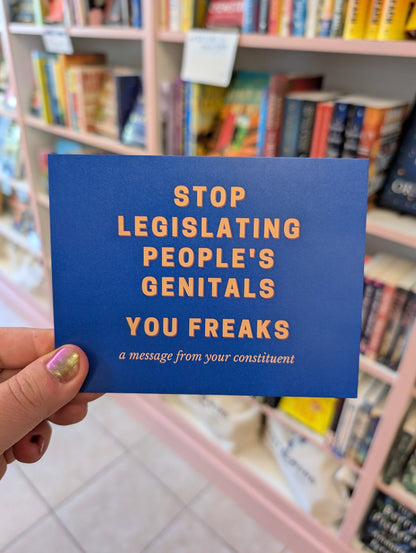 STOP
LEGISLATING
PEOPLE'S
GENITALS
YOU FREAKS
a message from your constituent